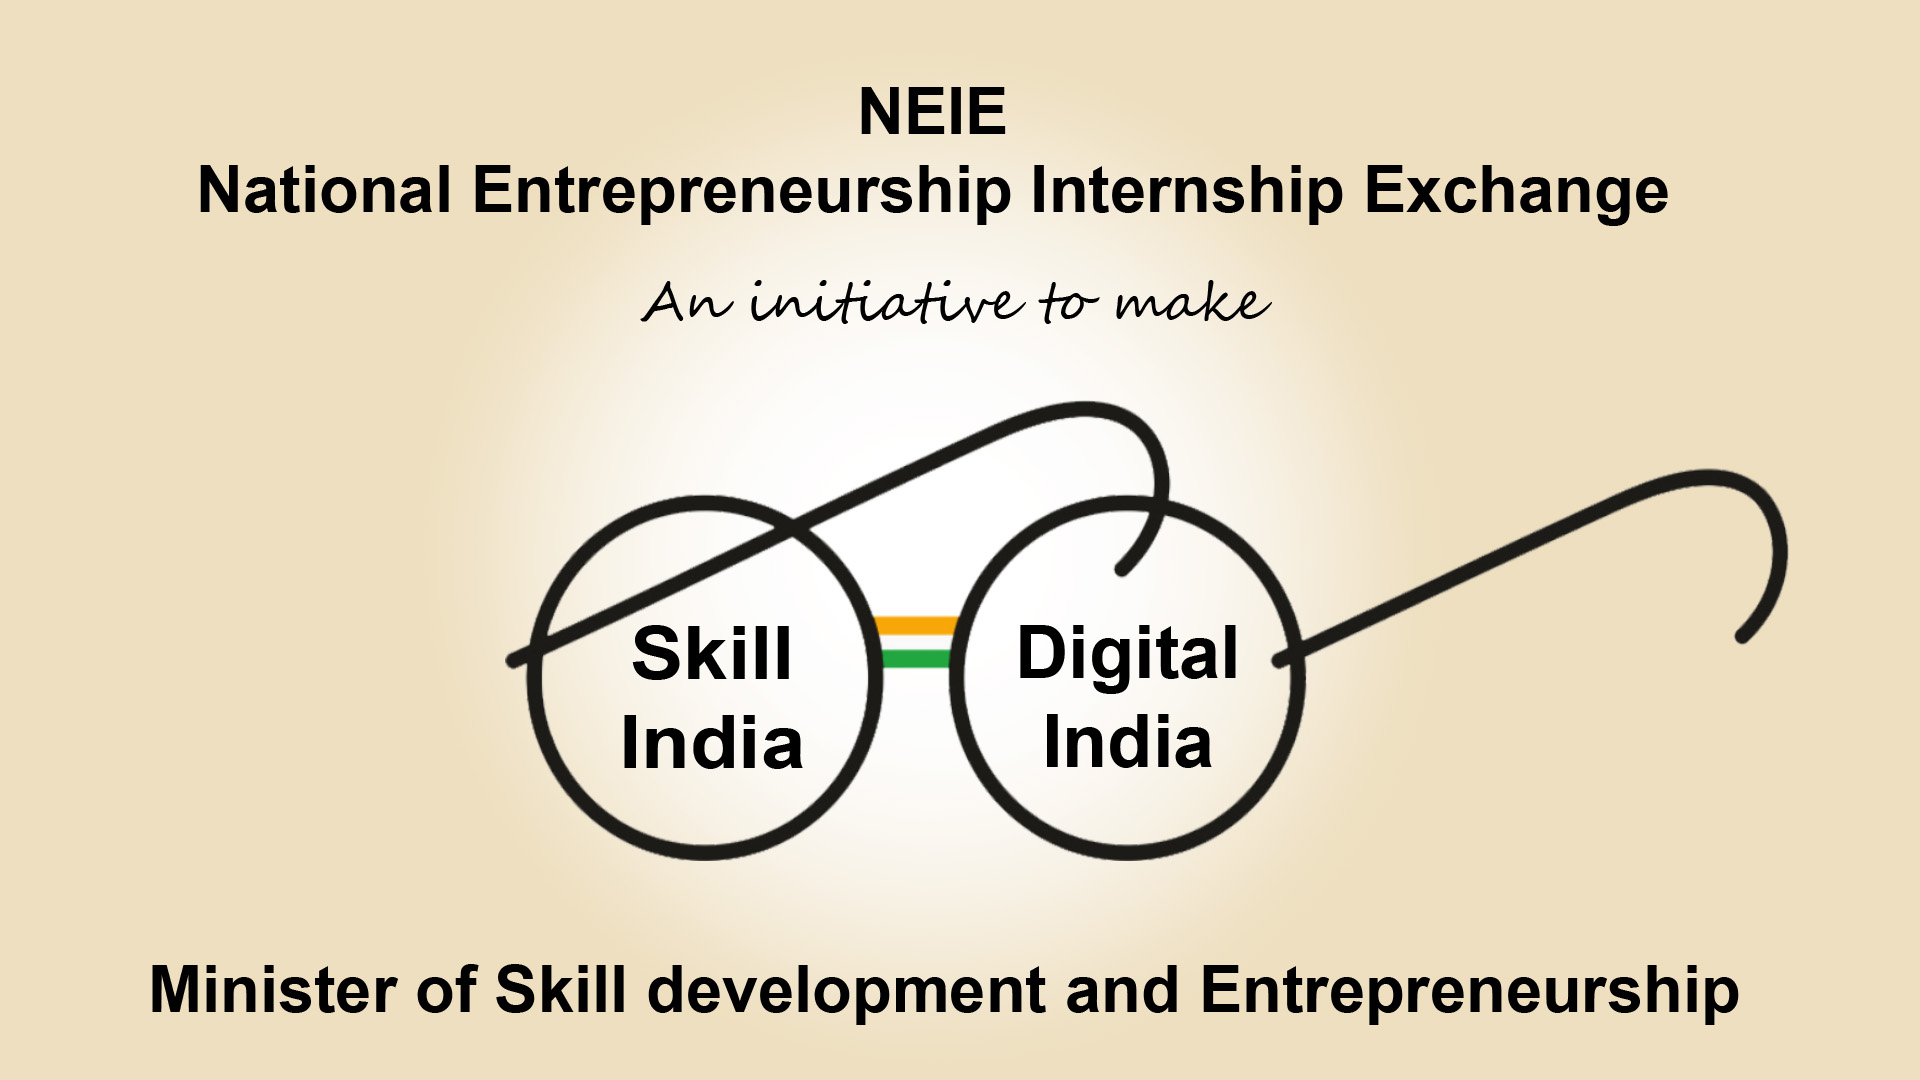 NEIE
National Entrepreneurship Internship Exchange
An initiative to make
Skill
India
Digital
India
Minister of Skill development and Entrepreneurship